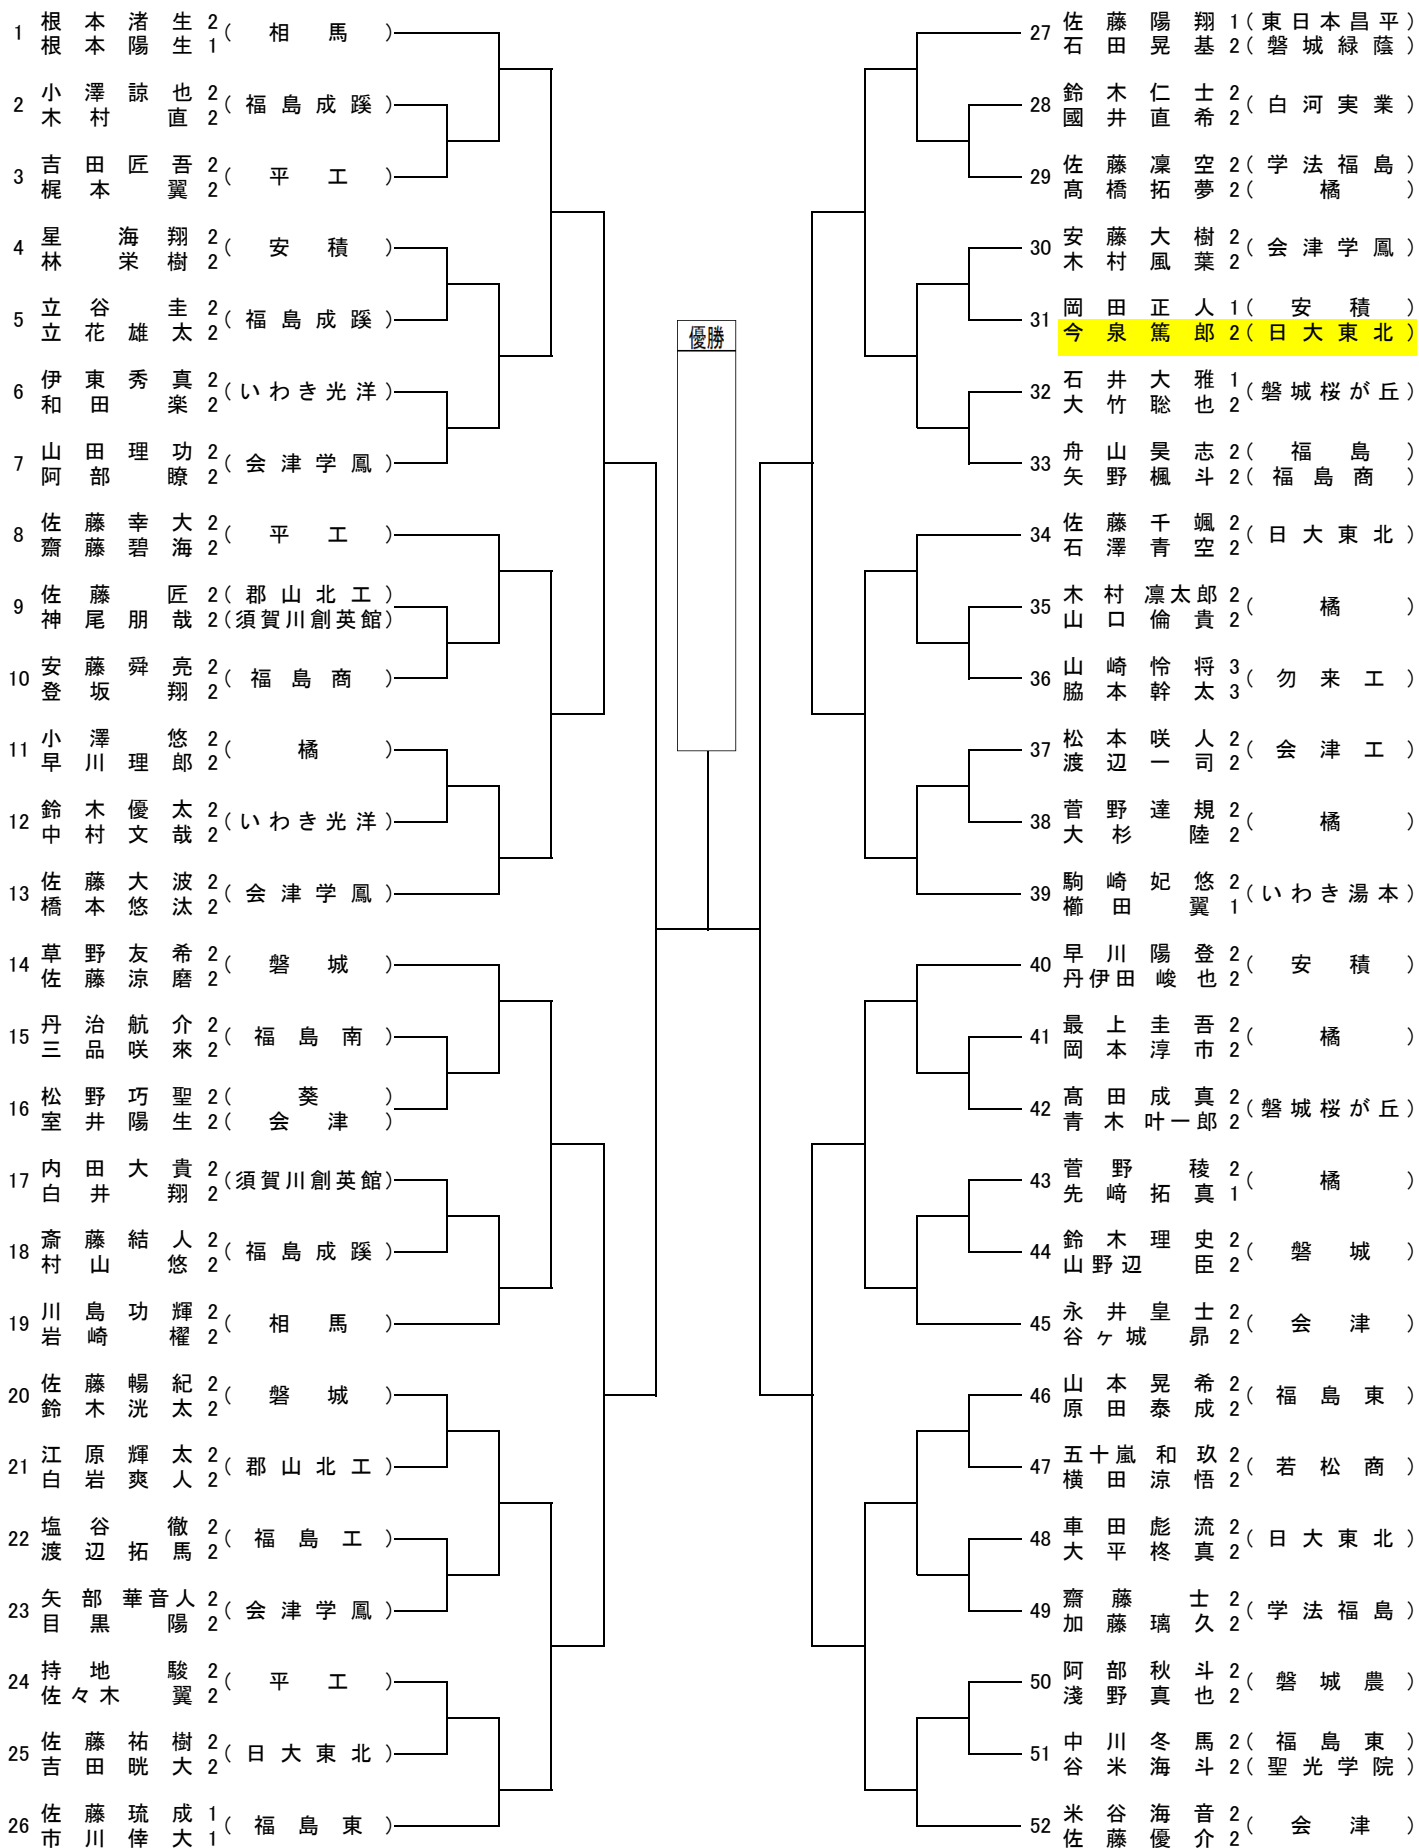 1 根本渚生 2 (相馬)
根本陽生 1
2 小澤諒也 2 (福島成蹊)
木村直 2
3 吉田匠吾 2 (平工)
梶本翼 2
4 星海翔 2 (安積)
林栄樹 2
5 立谷圭 2 (福島成蹊)
立花雄太 2
6 伊東秀真 2 (いわき光洋)
和田楽 2
7 山田理功 2 (会津学鳳)
阿部瞭 2
8 佐藤幸大 2 (平工)
齋藤碧海 2
9 佐藤匠 2 (郡山北工)
神尾朋哉 2 (須賀川創英館)
10 安藤舜亮 2 (福島商)
登坂翔 2
11 小澤悠 2 (橘)
早川理郎 2
12 鈴木優太 2 (いわき光洋)
中村文哉 2
13 佐藤大波 2 (会津学鳳)
橋本悠汰 2
14 草野友希 2 (磐城)
佐藤涼磨 2
15 丹治航介 2 (福島南)
三品咲來 2
16 松野巧聖 2 (葵)
室井陽生 2 (会津)
17 内田大貴 2 (須賀川創英館)
白井翔 2
18 斎藤結人 2 (福島成蹊)
村山悠 2
19 川島功輝 2 (相馬)
岩崎櫂 2
20 佐藤暢紀 2 (磐城)
鈴木洸太 2
21 江原輝太 2 (郡山北工)
白岩爽人 2
22 塩谷徹 2 (福島工)
渡辺拓馬 2
23 矢部華音人 2 (会津学鳳)
目黒陽 2
24 持地駿 2 (平工)
佐々木翼 2
25 佐藤祐樹 2 (日大東北)
吉田晄大 2
26 佐藤琉成 1 (福島東)
市川倖大 1
優勝
27 佐藤陽翔 1 (東日本昌平)
石田晃基 2 (磐城緑蔭)
28 鈴木仁士 2 (白河実業)
國井直希 2
29 佐藤凜空 2 (学法福島)
髙橋拓夢 2 (橘)
30 安藤大樹 2 (会津学鳳)
木村風葉 2
31 岡田正人 1 (安積)
今泉篤郎 2 (日大東北)
32 石井大雅 1 (磐城桜が丘)
大竹聡也 2
33 舟山昊志 2 (福島)
矢野楓斗 2 (福島商)
34 佐藤千颯 2 (日大東北)
石澤青空 2
35 木村凛太郎 2 (橘)
山口倫貴 2
36 山崎怜将 3 (勿来工)
脇本幹太 3
37 松本咲人 2 (会津工)
渡辺一司 2
38 菅野達規 2 (橘)
大杉陸 2
39 駒崎妃悠 2 (いわき湯本)
櫛田翼 1
40 早川陽登 2 (安積)
丹伊田峻也 2
41 最上圭吾 2 (橘)
岡本淳市 2
42 髙田成真 2 (磐城桜が丘)
青木叶一郎 2
43 菅野稜 2 (橘)
先﨑拓真 1
44 鈴木理史 2 (磐城)
山野辺臣 2
45 永井皇士 2 (会津)
谷ヶ城昴 2
46 山本晃希 2 (福島東)
原田泰成 2
47 五十嵐和玖 2 (若松商)
横田涼悟 2
48 車田彪流 2 (日大東北)
大平柊真 2
49 齋藤士 2 (学法福島)
加藤璃久 2
50 阿部秋斗 2 (磐城農)
淺野真也 2
51 中川冬馬 2 (福島東)
谷米海斗 2 (聖光学院)
52 米谷海音 2 (会津)
佐藤優介 2